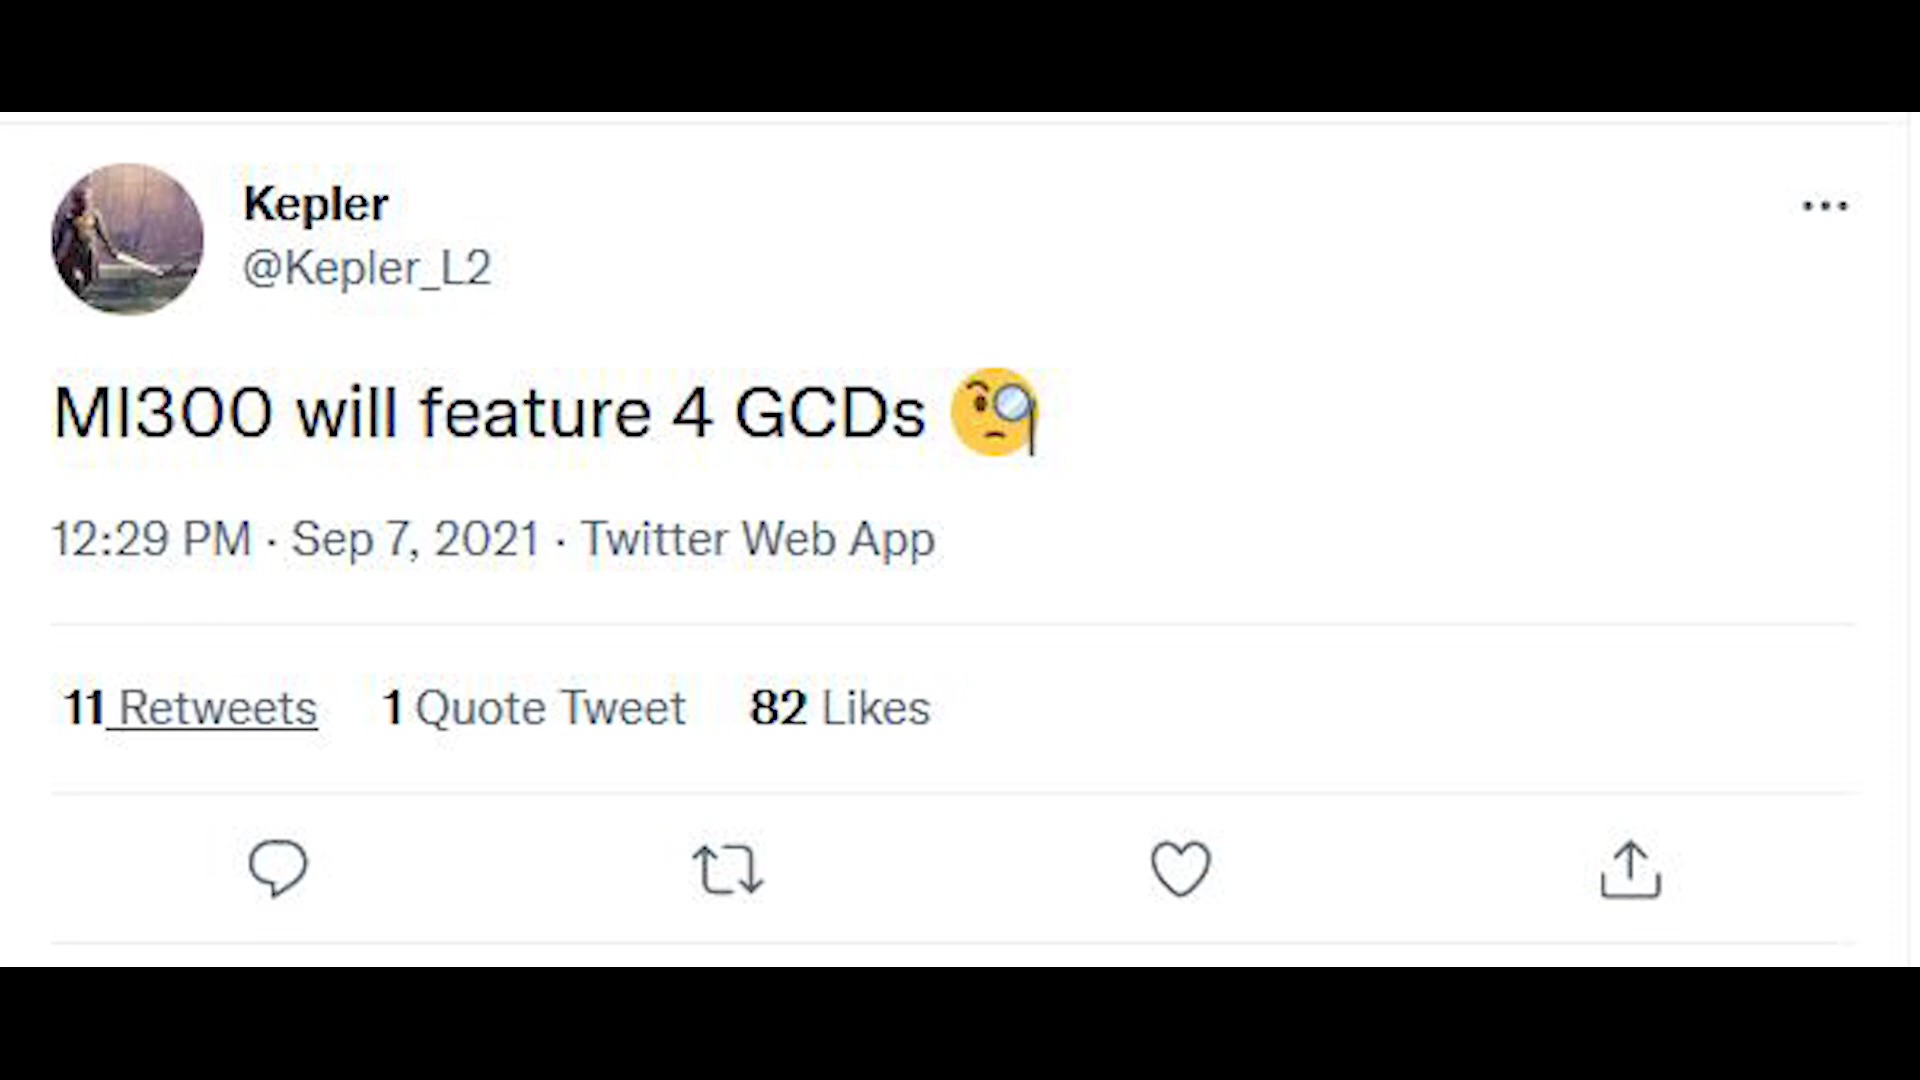 Kepler
@Kepler_L2
MI300 will feature 4 GCDs 🧐
12:29 PM · Sep 7, 2021 · Twitter Web App
11 Retweets 1 Quote Tweet 82 Likes